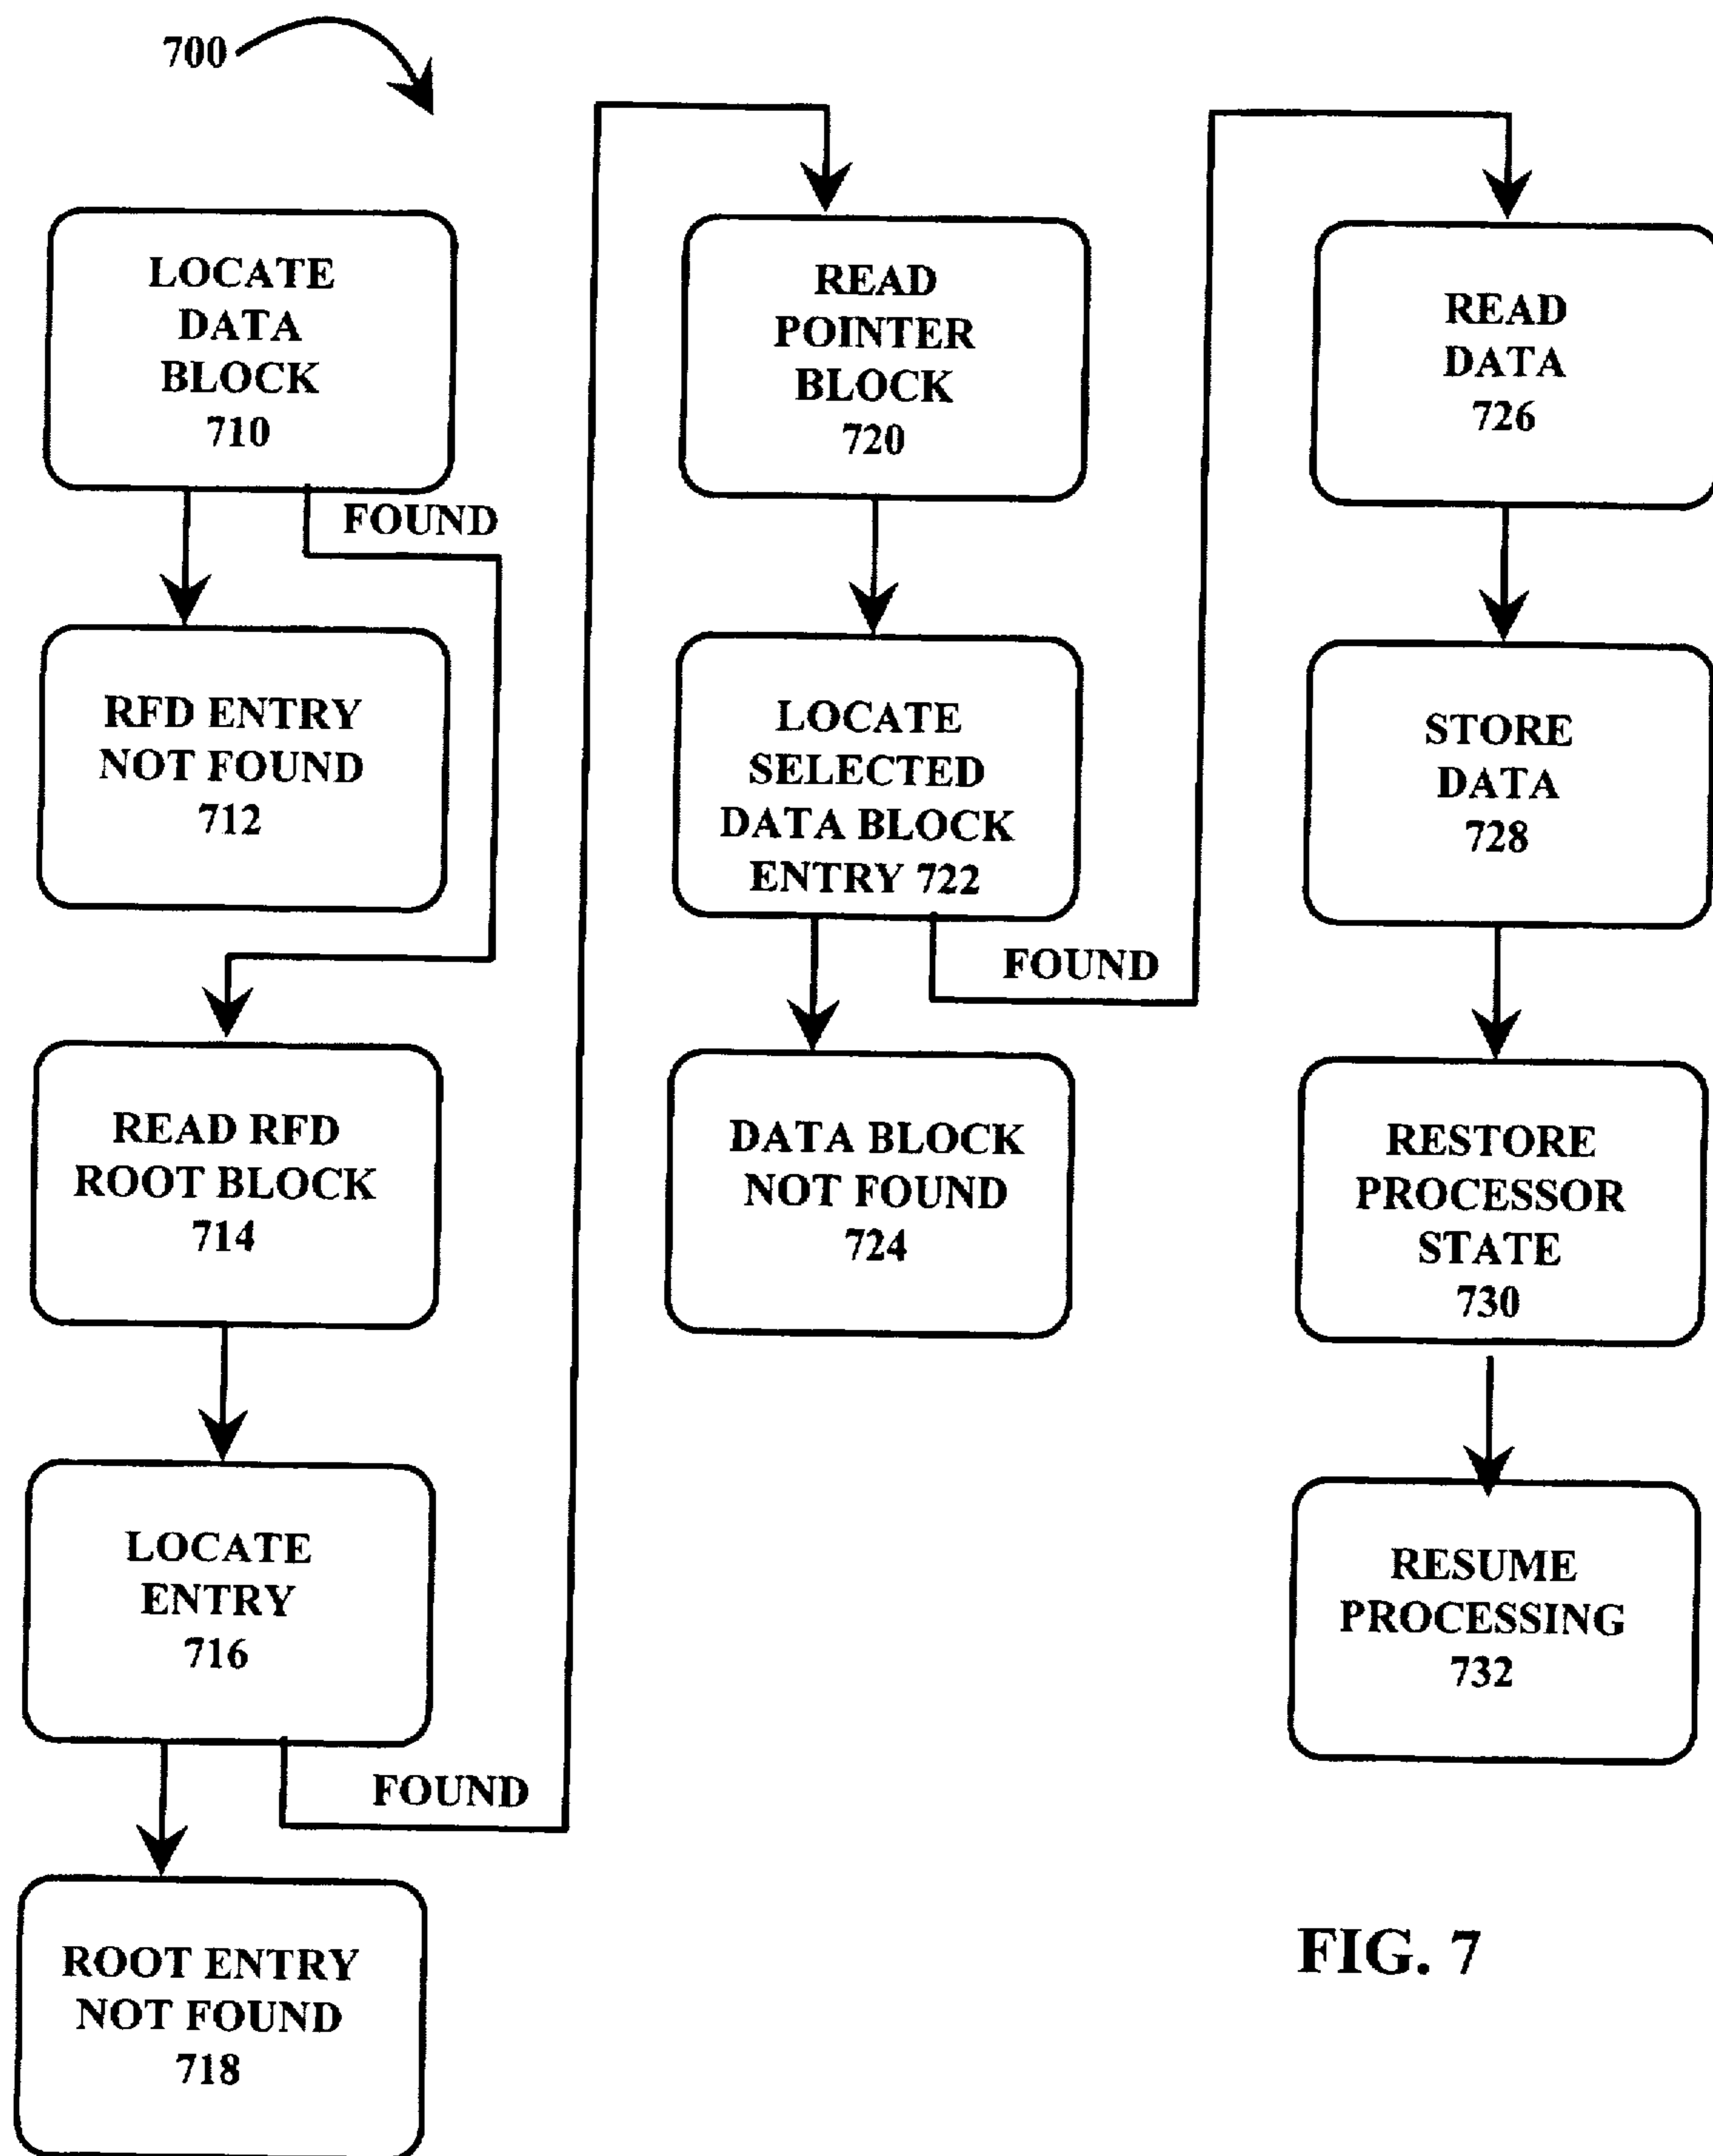 700
LOCATE
DATA
BLOCK
710
FOUND
RFD ENTRY
NOT FOUND
712
READ RFD
ROOT BLOCK
714
LOCATE
ENTRY
716
FOUND
ROOT ENTRY
NOT FOUND
718
READ
POINTER
BLOCK
720
LOCATE
SELECTED
DATA BLOCK
ENTRY 722
FOUND
DATA BLOCK
NOT FOUND
724
READ
DATA
726
STORE
DATA
728
RESTORE
PROCESSOR
STATE
730
RESUME
PROCESSING
732
FIG. 7